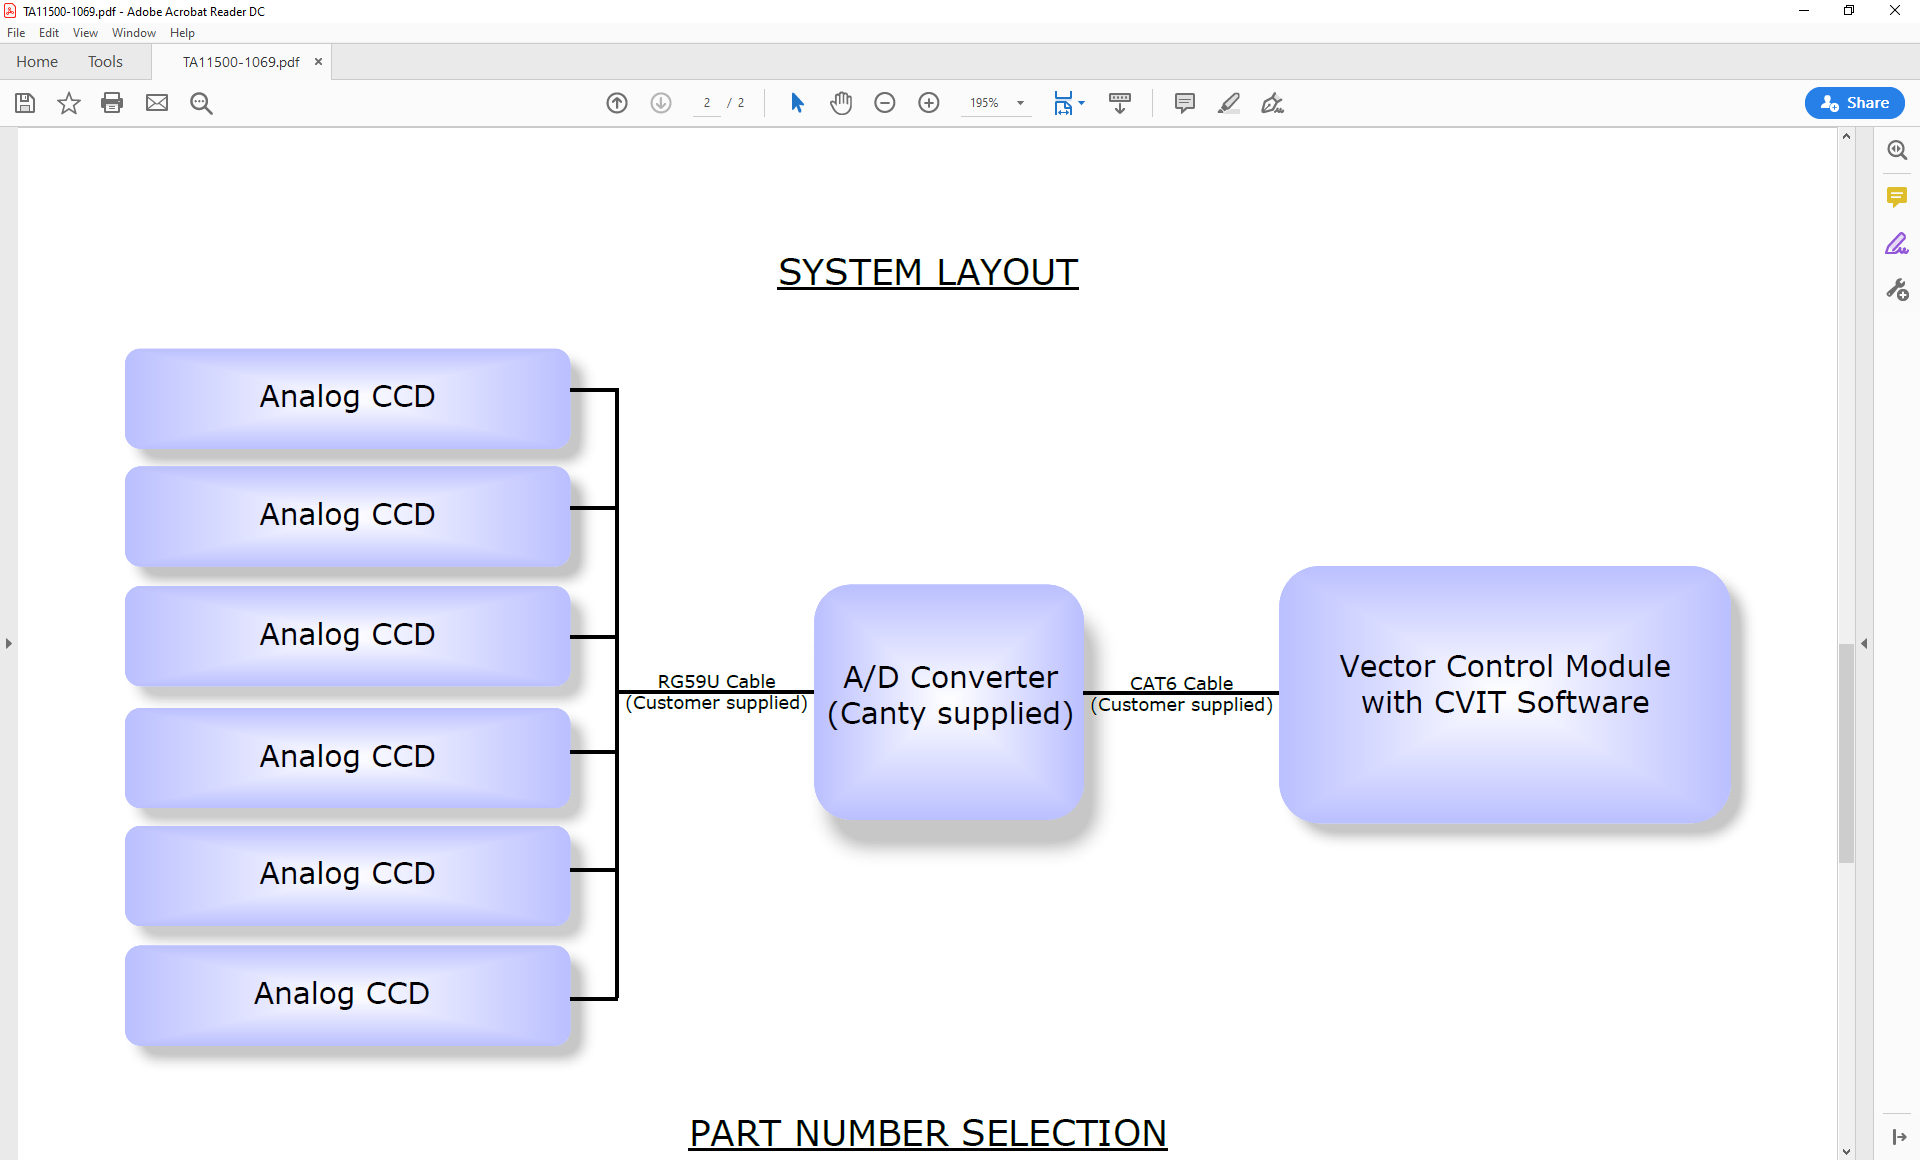 TA11500-1069.pdf - Adobe Acrobat Reader DC
File Edit View Window Help
Home Tools TA11500-1069.pdf ×
2 / 2 195% Share
SYSTEM LAYOUT
Analog CCD
Analog CCD
Analog CCD
Analog CCD
Analog CCD
Analog CCD
RG59U Cable
(Customer supplied)
A/D Converter
(Canty supplied)
CAT6 Cable
(Customer supplied)
Vector Control Module
with CVIT Software
PART NUMBER SELECTION